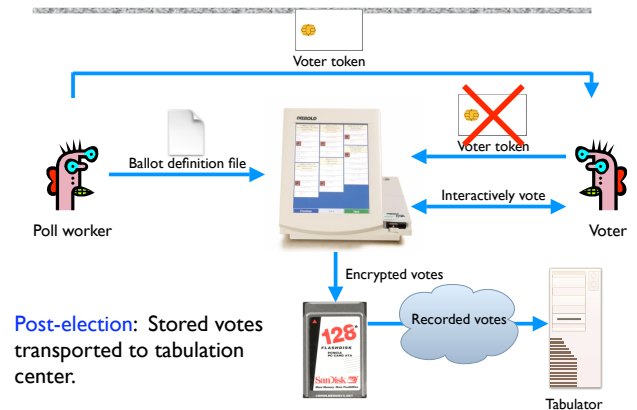 Voter token
DIEBOLD
Voter token
Ballot definition file
Interactively vote
Poll worker
Voter
Encrypted votes
128
FLASHDISK
SanDisk
Recorded votes
Post-election: Stored votes
transported to tabulation
center.
Tabulator